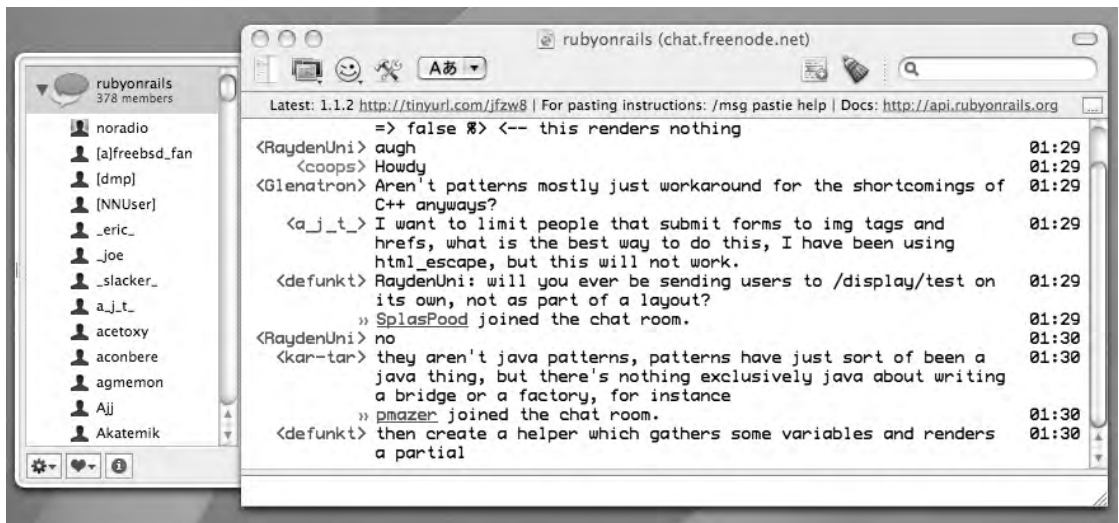 rubyonrails
378 members
noradio
[a]freebsd_fan
[dmp]
[NNUser]
_eric_
_joe
_slacker_
a_j_t_
acetoxy
aconbere
agmemon
Ajj
Akatemik
rubyonrails (chat.freenode.net)
Aあ
Latest: 1.1.2 http://tinyurl.com/jfzw8 | For pasting instructions: /msg pastie help | Docs: http://api.rubyonrails.org ...
=> false %> <-- this renders nothing
<RaydenUni> augh 01:29
<coops> Howdy 01:29
<Glenatron> Aren't patterns mostly just workaround for the shortcomings of 01:29
C++ anyways?
<a_j_t_> I want to limit people that submit forms to img tags and 01:29
hrefs, what is the best way to do this, I have been using
html_escape, but this will not work.
<defunkt> RaydenUni: will you ever be sending users to /display/test on 01:29
its own, not as part of a layout?
» SplasPood joined the chat room. 01:29
<RaydenUni> no 01:30
<kar-tar> they aren't java patterns, patterns have just sort of been a 01:30
java thing, but there's nothing exclusively java about writing
a bridge or a factory, for instance
» pmazer joined the chat room. 01:30
<defunkt> then create a helper which gathers some variables and renders 01:30
a partial